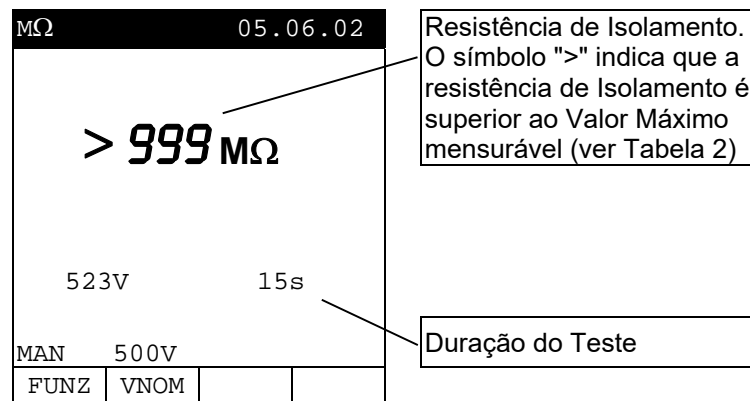 MΩ 05.06.02
> 999 MΩ
523V 15s
MAN 500V
FUNZ VNOM
Resistência de Isolamento.
O símbolo ">" indica que a
resistência de Isolamento é
superior ao Valor Máximo
mensurável (ver Tabela 2)
Duração do Teste